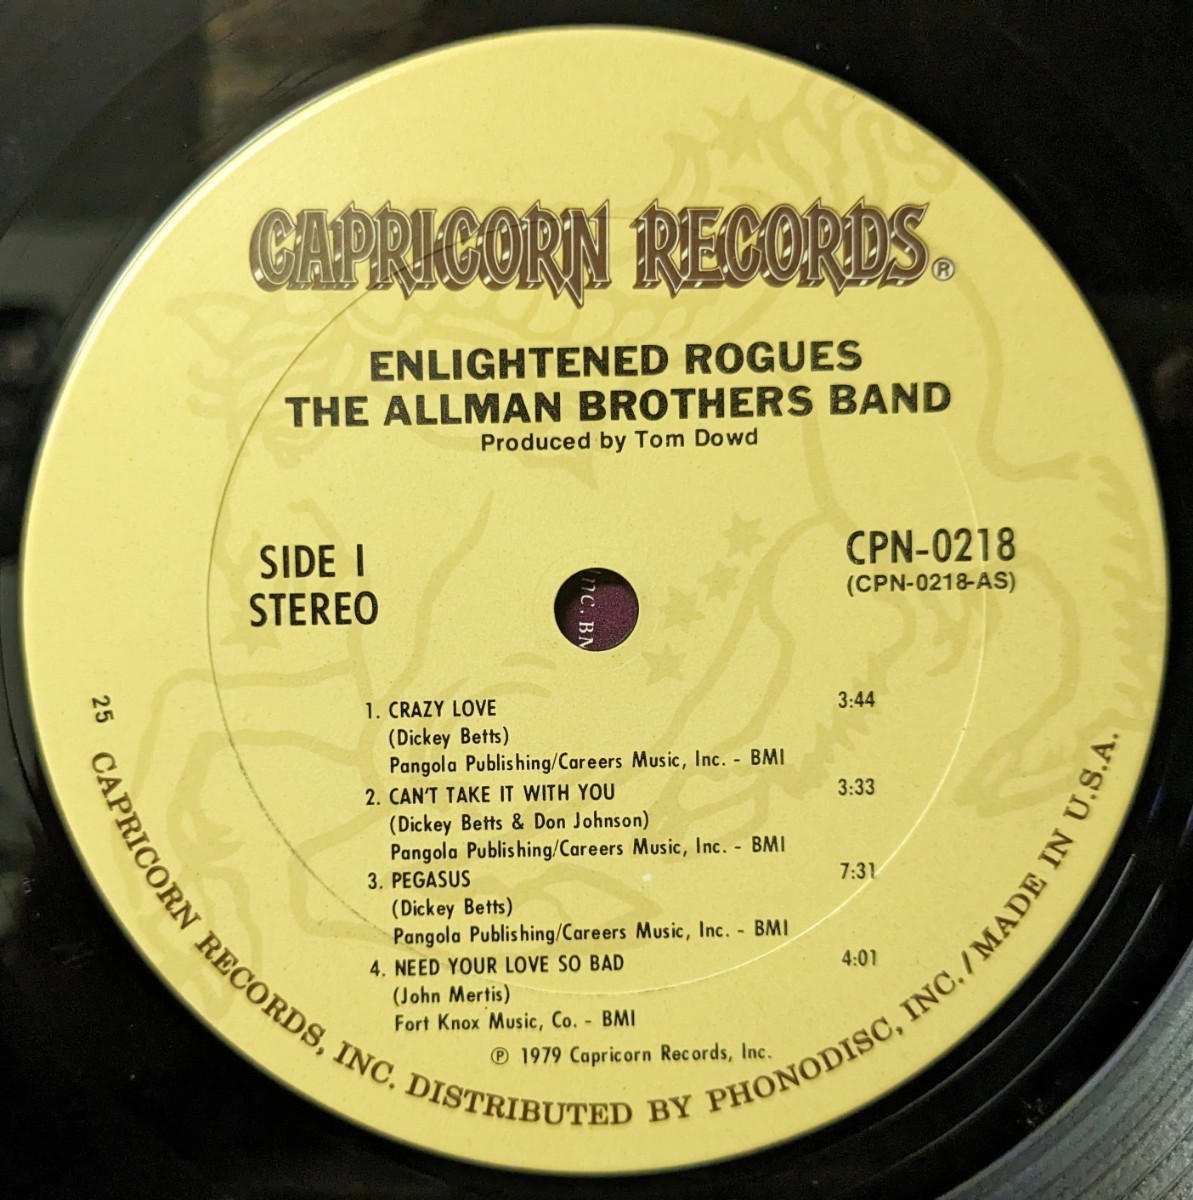 CAPRICORN RECORDS®
ENLIGHTENED ROGUES
THE ALLMAN BROTHERS BAND
Produced by Tom Dowd
SIDE I
STEREO
CPN-0218
(CPN-0218-AS)
Inc. BM
1. CRAZY LOVE 3:44
(Dickey Betts)
Pangola Publishing/Careers Music, Inc. - BMI
2. CAN'T TAKE IT WITH YOU 3:33
(Dickey Betts & Don Johnson)
Pangola Publishing/Careers Music, Inc. - BMI
3. PEGASUS 7:31
(Dickey Betts)
Pangola Publishing/Careers Music, Inc. - BMI
4. NEED YOUR LOVE SO BAD 4:01
(John Mertis)
Fort Knox Music, Co. - BMI
℗ 1979 Capricorn Records, Inc.
25 CAPRICORN RECORDS, INC. DISTRIBUTED BY PHONODISC, INC. / MADE IN U.S.A.